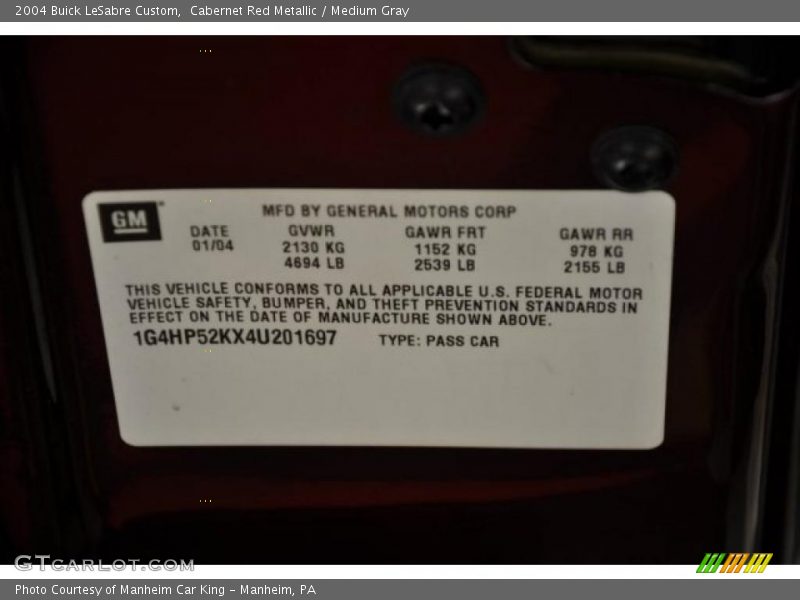 2004 Buick LeSabre Custom,  Cabernet Red Metallic / Medium Gray
GM
MFD BY GENERAL MOTORS CORP
DATE GVWR GAWR FRT GAWR RR
01/04 2130 KG 1152 KG 978 KG
4694 LB 2539 LB 2155 LB
THIS VEHICLE CONFORMS TO ALL APPLICABLE U.S. FEDERAL MOTOR
VEHICLE SAFETY, BUMPER, AND THEFT PREVENTION STANDARDS IN
EFFECT ON THE DATE OF MANUFACTURE SHOWN ABOVE.
1G4HP52KX4U201697 TYPE: PASS CAR
GTCARLOT.COM
Photo Courtesy of Manheim Car King - Manheim, PA